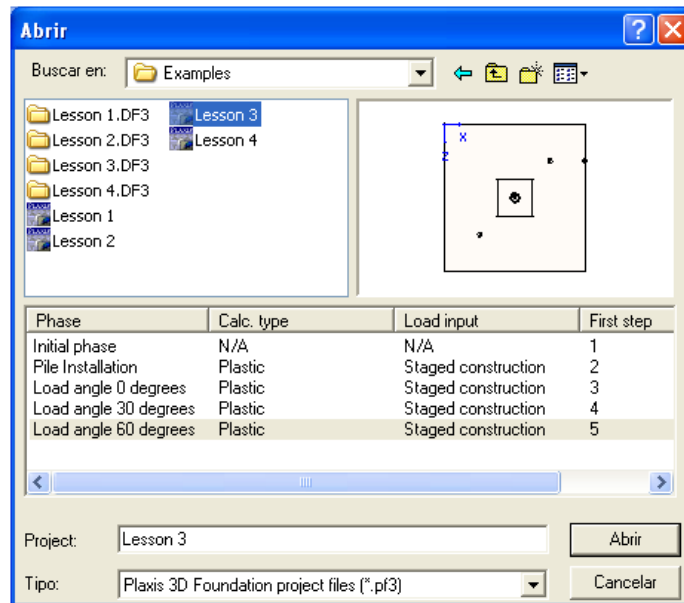 Abrir
Buscar en: Examples
Lesson 1.DF3 Lesson 3
Lesson 2.DF3 Lesson 4
Lesson 3.DF3
Lesson 4.DF3
Lesson 1
Lesson 2
x
z
Phase Calc. type Load input First step
Initial phase N/A N/A 1
Pile Installation Plastic Staged construction 2
Load angle 0 degrees Plastic Staged construction 3
Load angle 30 degrees Plastic Staged construction 4
Load angle 60 degrees Plastic Staged construction 5
Project: Lesson 3 Abrir
Tipo: Plaxis 3D Foundation project files (*.pf3) Cancelar